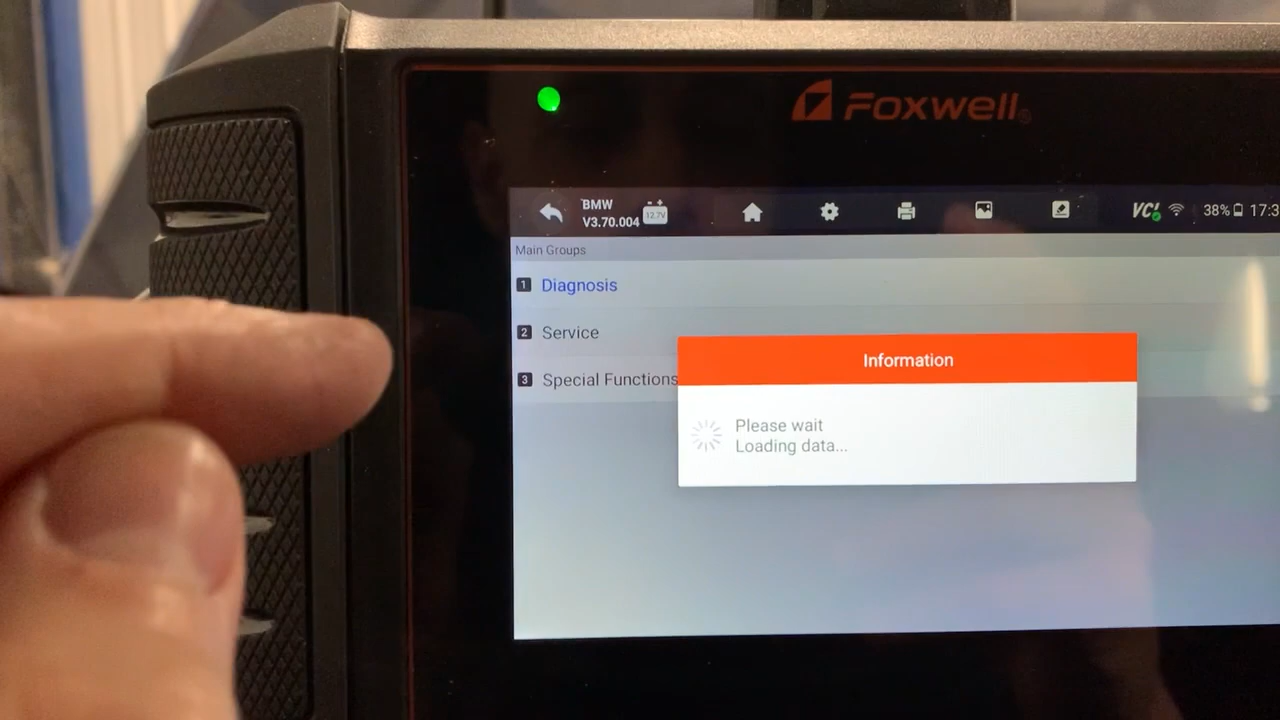 Foxwell®
BMW
V3.70.004
12.7V
VCI
38%
17:3
Main Groups
1 Diagnosis
2 Service
3 Special Functions
Information
Please wait
Loading data...